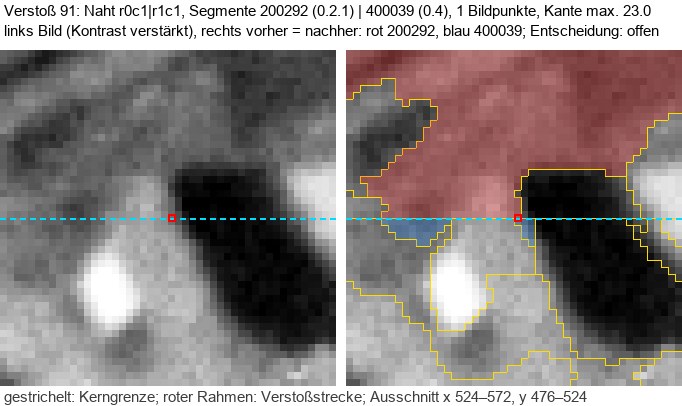 Verstoß 91: Naht r0c1|r1c1, Segmente 200292 (0.2.1) | 400039 (0.4), 1 Bildpunkte, Kante max. 23.0
links Bild (Kontrast verstärkt), rechts vorher = nachher: rot 200292, blau 400039; Entscheidung: offen
gestrichelt: Kerngrenze; roter Rahmen: Verstoßstrecke; Ausschnitt x 524–572, y 476–524